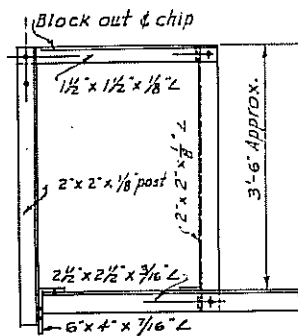 Block out & chip
1½" x 1½" x ⅛" L
2" x 2" x ⅛" L
3'-6" Approx.
2" x 2" x ⅛" post
2½" x 2½" x 3/16" L
6" x 4" x 7/16" L